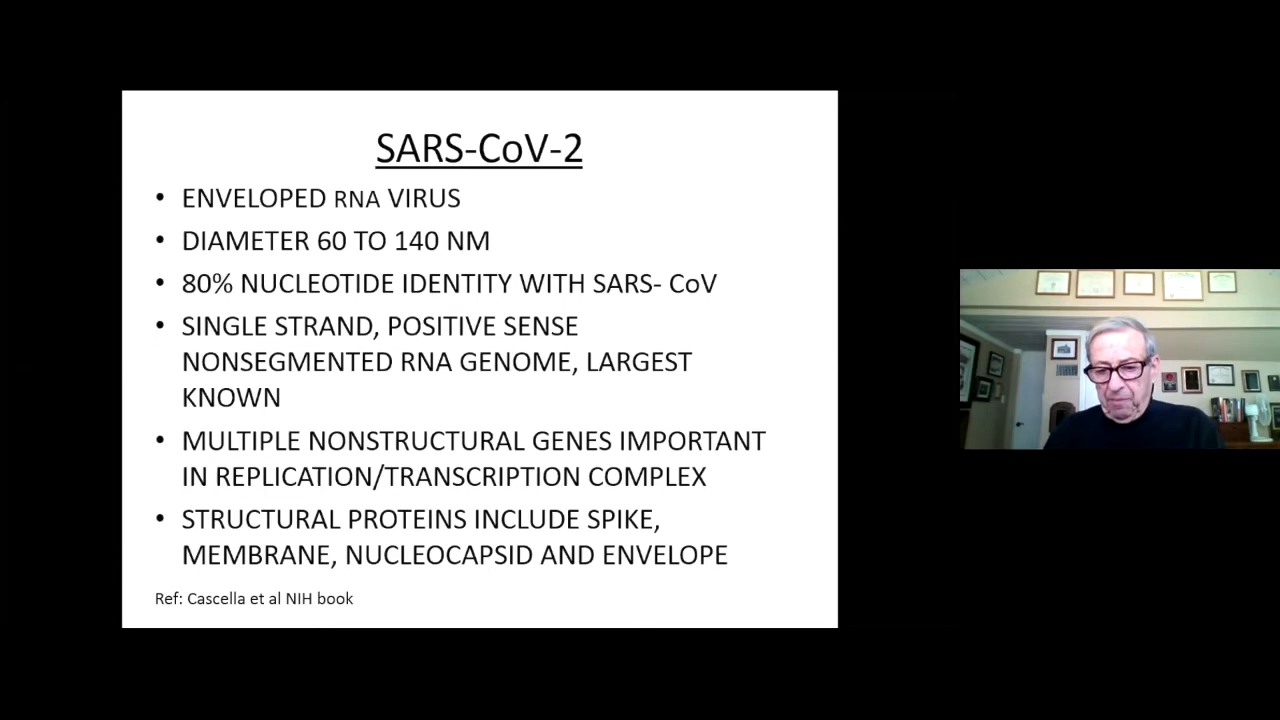 SARS-CoV-2
• ENVELOPED RNA VIRUS
• DIAMETER 60 TO 140 NM
• 80% NUCLEOTIDE IDENTITY WITH SARS- CoV
• SINGLE STRAND, POSITIVE SENSE
NONSEGMENTED RNA GENOME, LARGEST
KNOWN
• MULTIPLE NONSTRUCTURAL GENES IMPORTANT
IN REPLICATION/TRANSCRIPTION COMPLEX
• STRUCTURAL PROTEINS INCLUDE SPIKE,
MEMBRANE, NUCLEOCAPSID AND ENVELOPE
Ref: Cascella et al NIH book